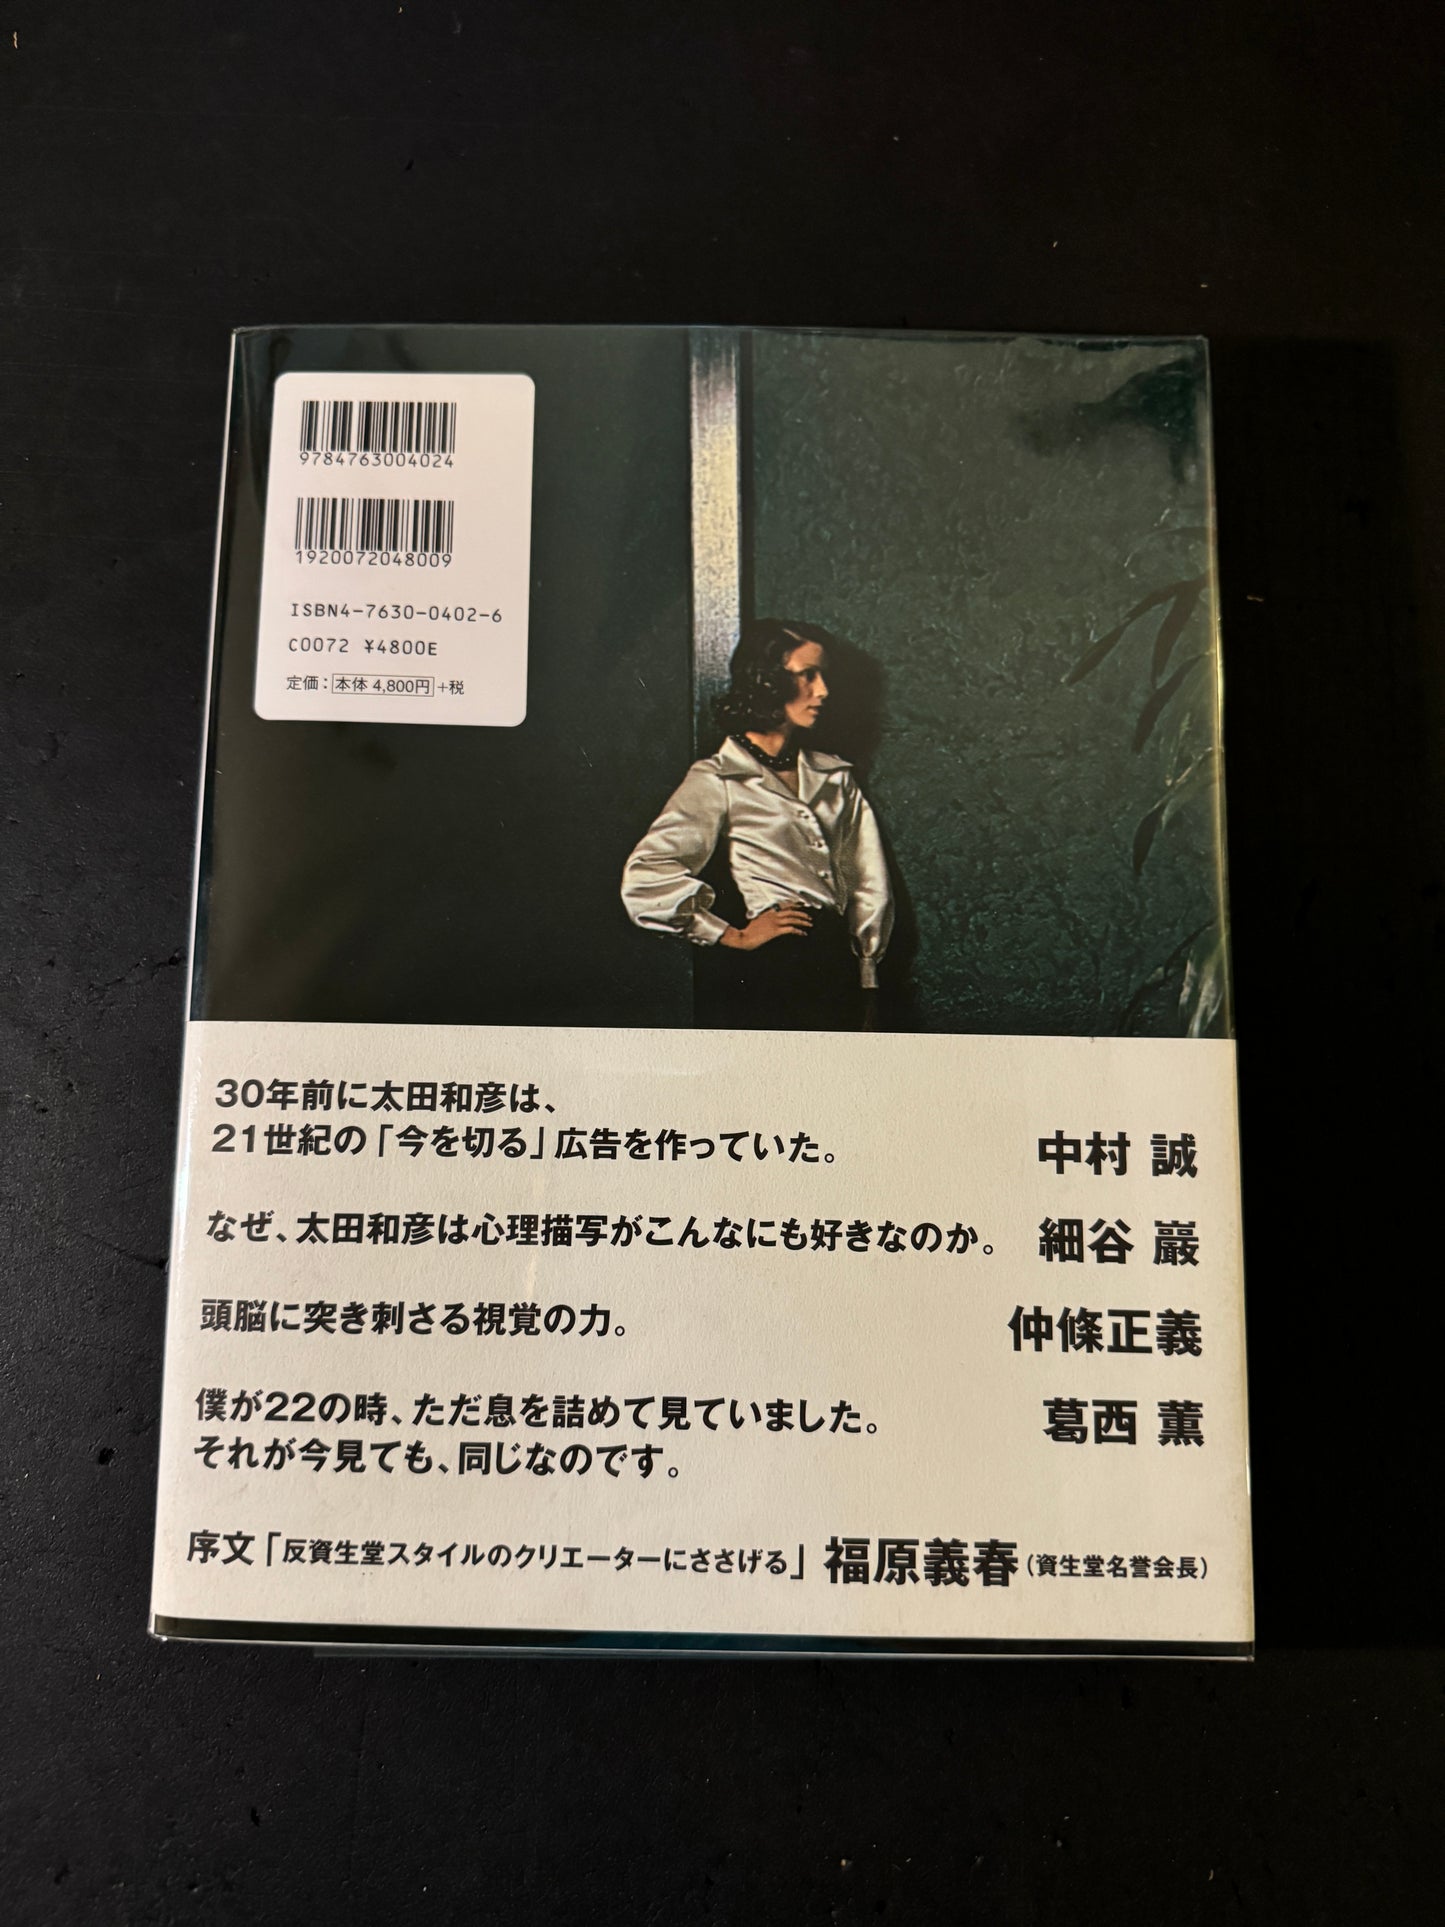 9784763004024
1920072048009
ISBN4-7630-0402-6
C0072 ¥4800E
定価：本体 4,800円+税
30年前に太田和彦は、
21世紀の「今を切る」広告を作っていた。 中村 誠
なぜ、太田和彦は心理描写がこんなにも好きなのか。 細谷 巖
頭脳に突き刺さる視覚の力。 仲條正義
僕が22の時、ただ息を詰めて見ていました。 葛西 薫
それが今見ても、同じなのです。
序文「反資生堂スタイルのクリエーターにささげる」 福原義春（資生堂名誉会長）